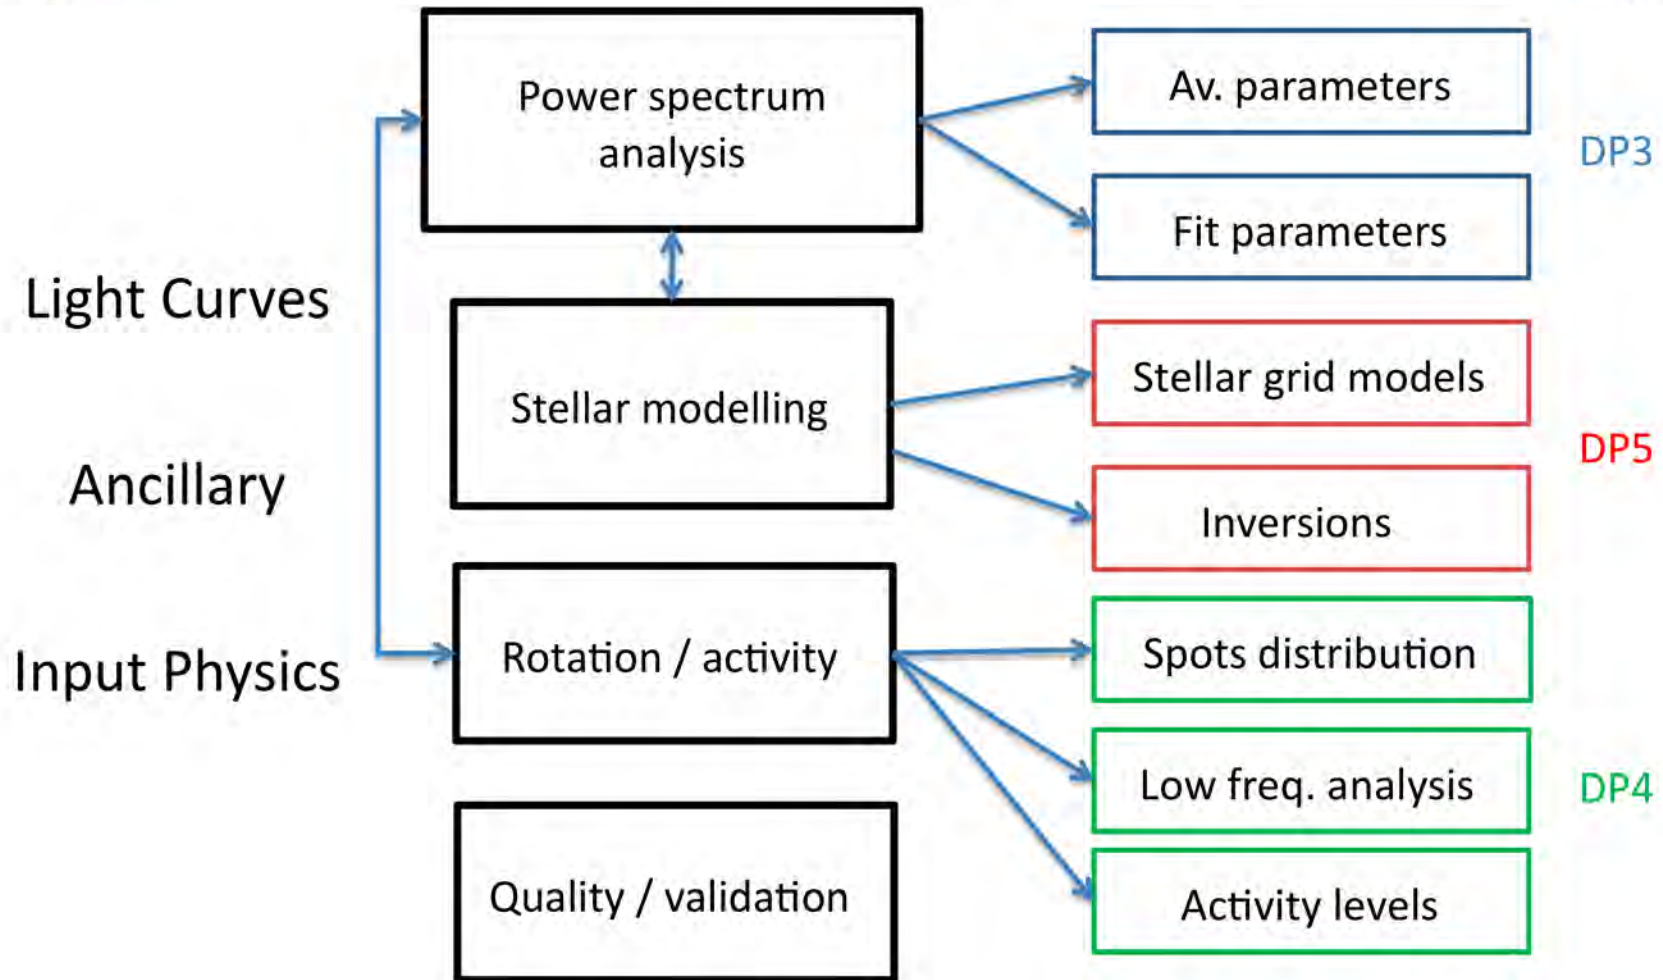 Light Curves
Ancillary
Input Physics
Power spectrum
analysis
Stellar modelling
Rotation / activity
Quality / validation
Av. parameters
Fit parameters
Stellar grid models
Inversions
Spots distribution
Low freq. analysis
Activity levels
DP3
DP5
DP4